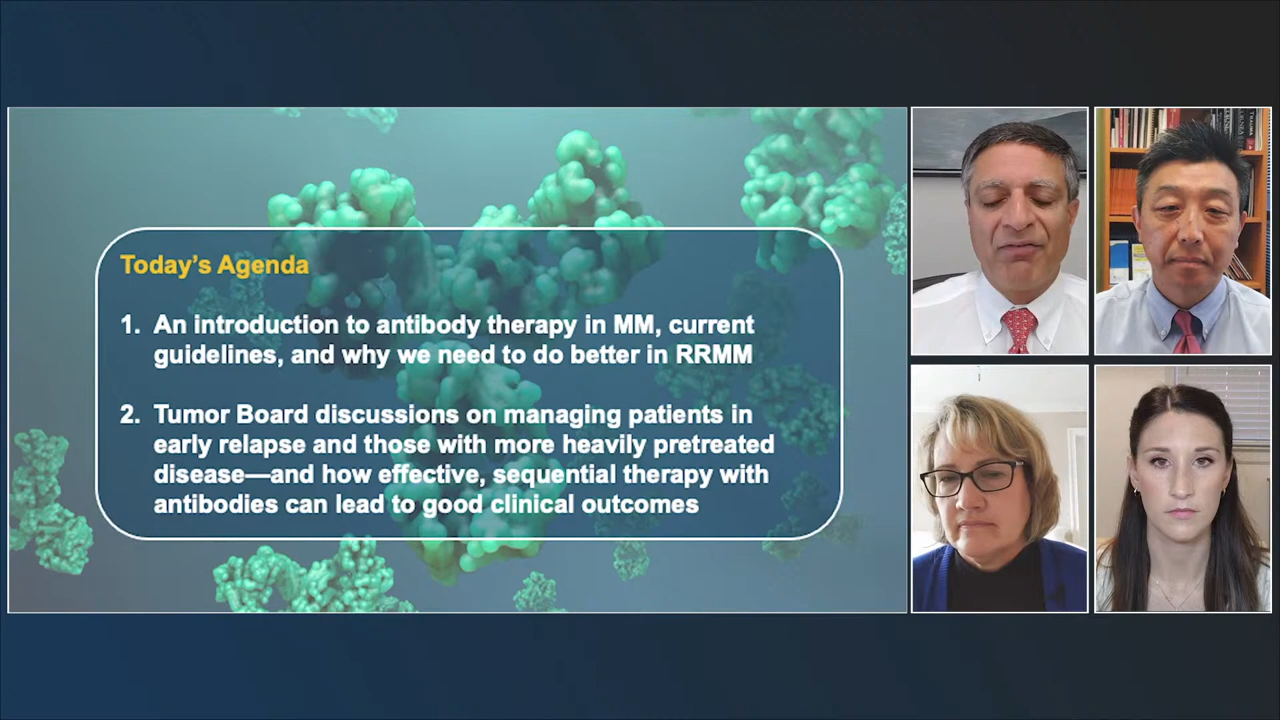 Today's Agenda
1. An introduction to antibody therapy in MM, current
guidelines, and why we need to do better in RRMM
2. Tumor Board discussions on managing patients in
early relapse and those with more heavily pretreated
disease—and how effective, sequential therapy with
antibodies can lead to good clinical outcomes